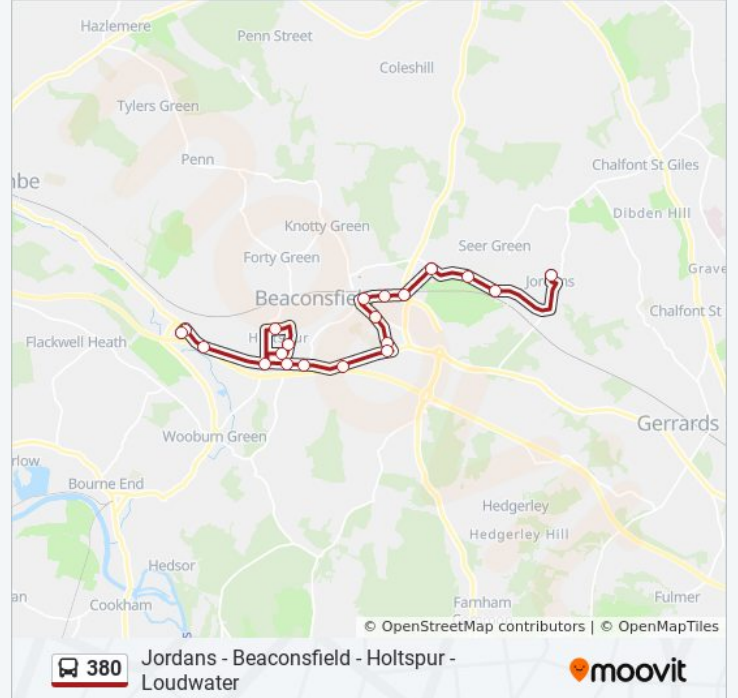 Hazlemere
Penn Street
Coleshill
Tylers Green
Penn
Chalfont St Giles
Dibden Hill
Knotty Green
Seer Green
Forty Green
Jordans
Grave
Beaconsfiel
Chalfont St
Flackwell Heath
Wooburn Green
Gerrards
rlow
Bourne End
Hedgerley
Hedgerley Hill
Hedsor
Fulmer
an
Cookham
Farnham
© OpenStreetMap contributors | © OpenMapTiles
380
Jordans - Beaconsfield - Holtspur -
Loudwater
moovit